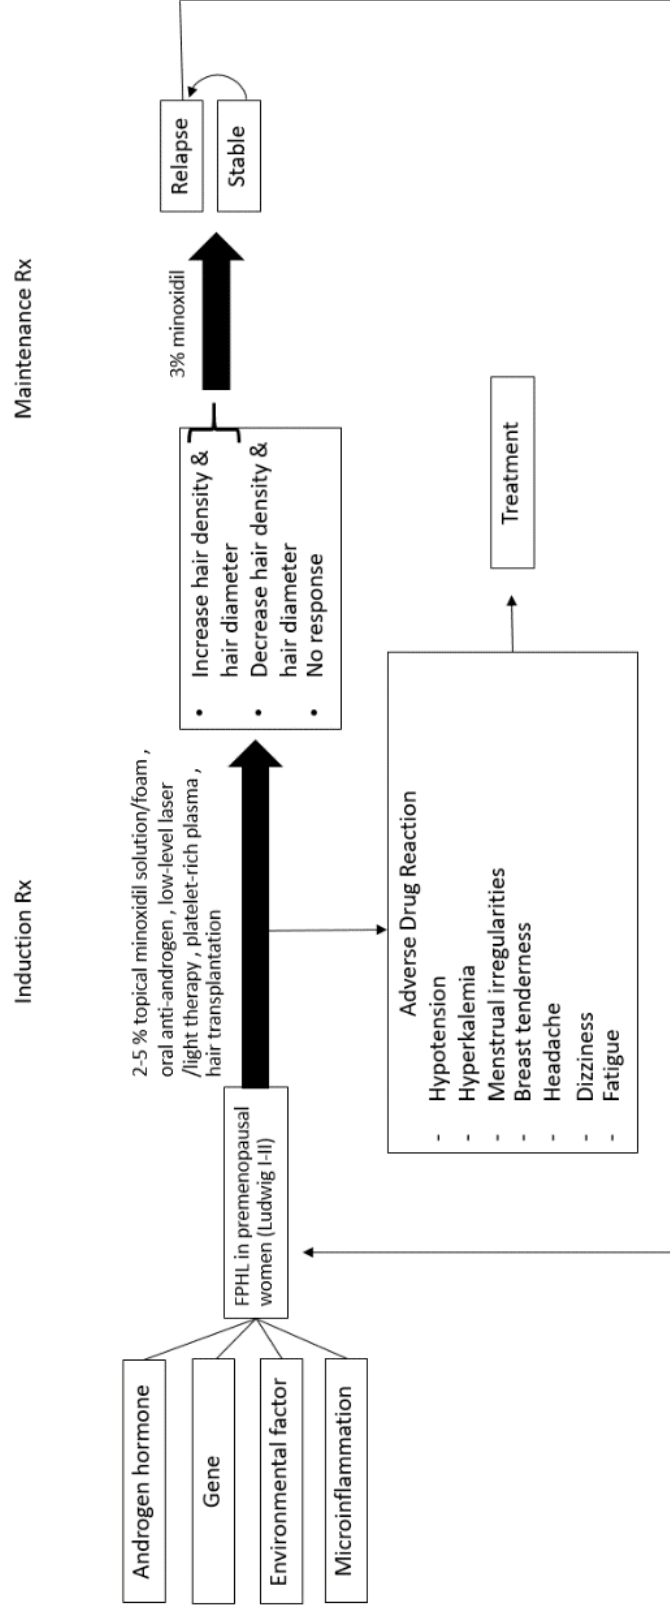 Induction Rx
Maintenance Rx
Androgen hormone
Gene
Environmental factor
Microinflammation
FPHL in premenopausal
women (Ludwig I-II)
2-5 % topical minoxidil solution/foam ,
oral anti-androgen , low-level laser
/light therapy , platelet-rich plasma ,
hair transplantation
• Increase hair density &
hair diameter
• Decrease hair density &
hair diameter
• No response
3% minoxidil
Relapse
Stable
Adverse Drug Reaction
- Hypotension
- Hyperkalemia
- Menstrual irregularities
- Breast tenderness
- Headache
- Dizziness
- Fatigue
Treatment